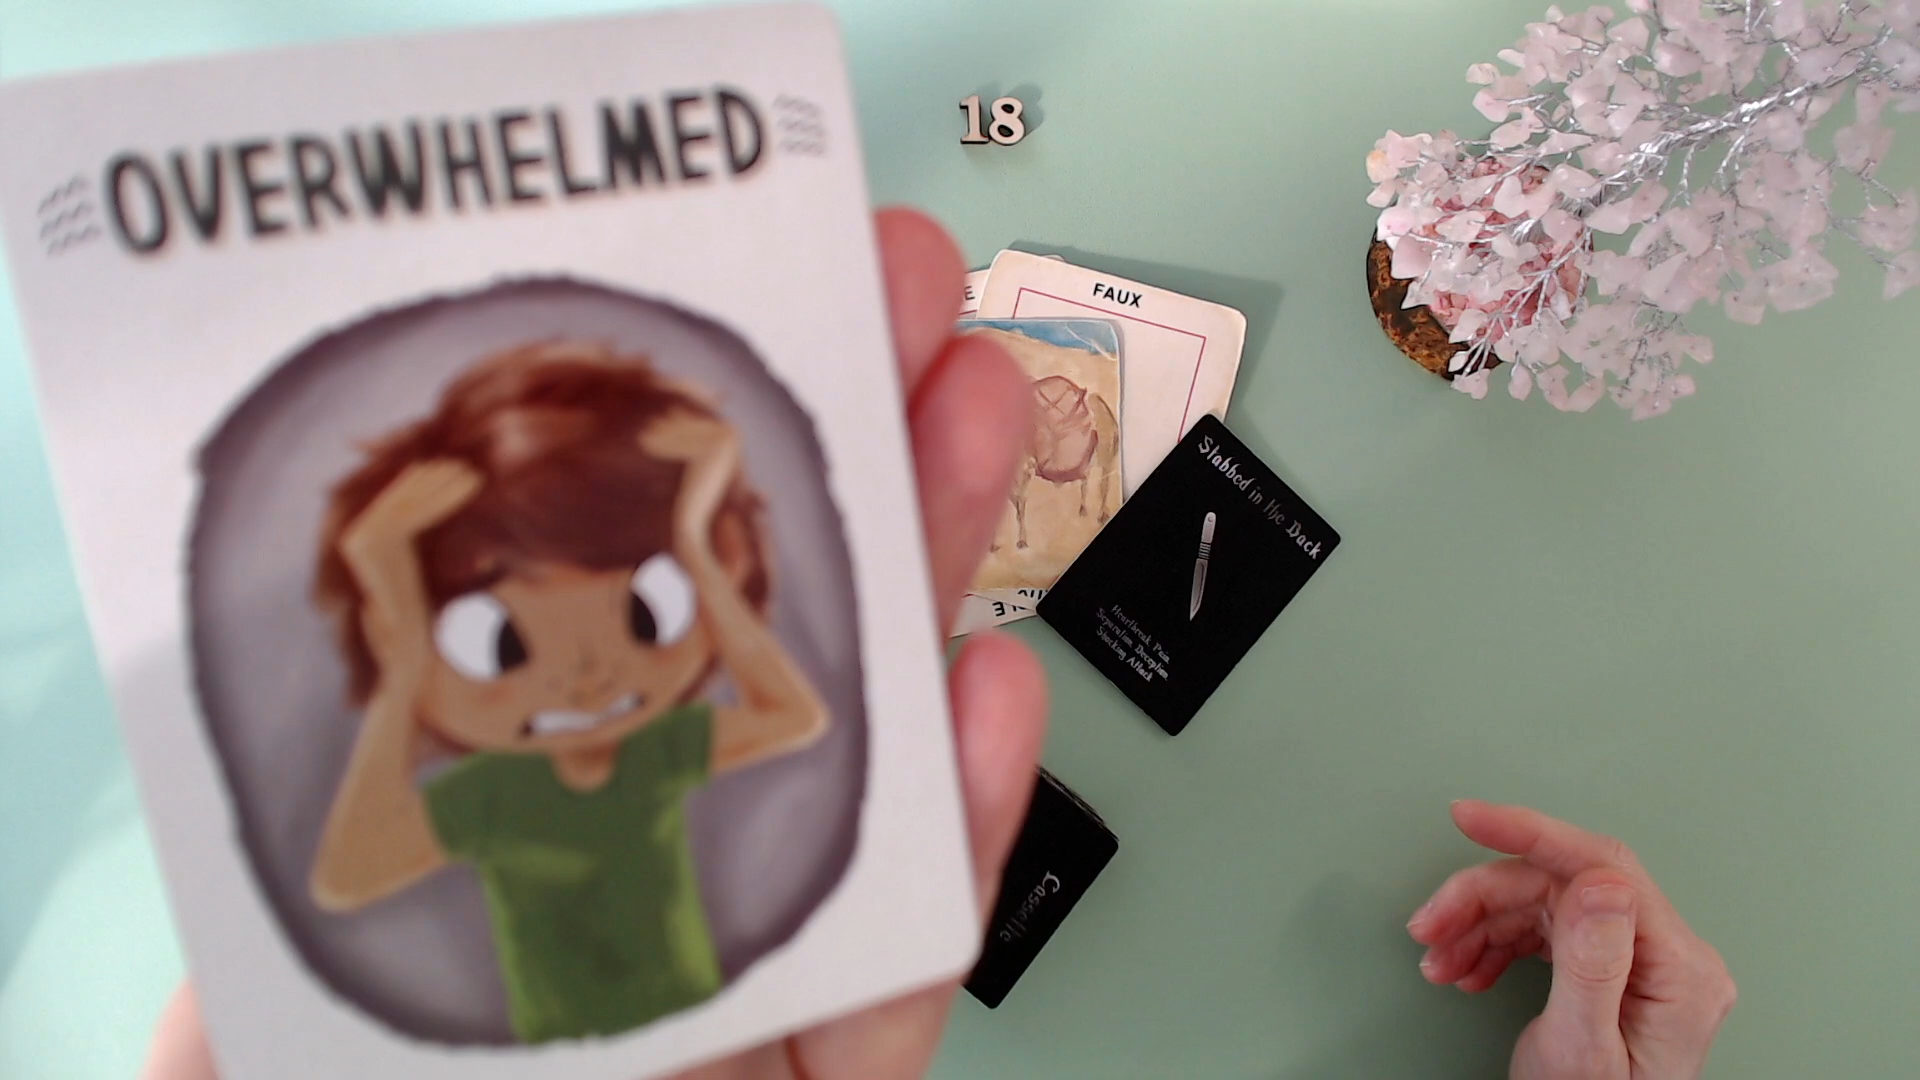 OVERWHELMED
18
FAUX
Stabbed in the Back
Heartbreak, Pain
Separation, Deception
Shocking Attack
Cassette